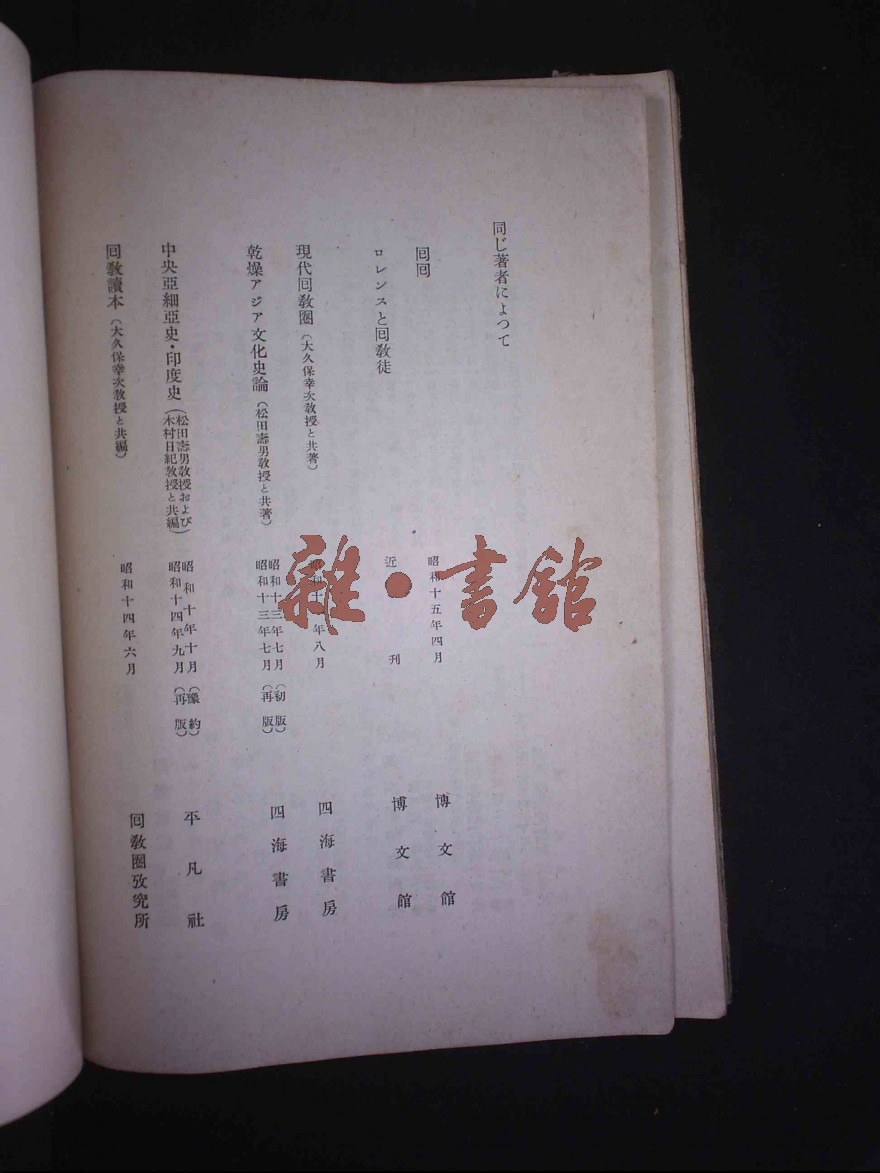 同じ著者によつて
回回
昭和十五年四月
博文館
ロレンスと回教徒
近刊
博文館
現代回教圏(大久保幸次教授と共著)
年八月
四海書房
乾燥アジア文化史論(松田壽男教授と共著)
昭和十三年七月(初版)
昭和十三年七月(再版)
四海書房
中央亞細亞史・印度史(松田壽男教授および木村日紀教授と共編)
昭和十年十月(豫約)
昭和十四年九月(再版)
平凡社
回教讀本(大久保幸次教授と共編)
昭和十四年六月
回教圏攷究所
雜·書館